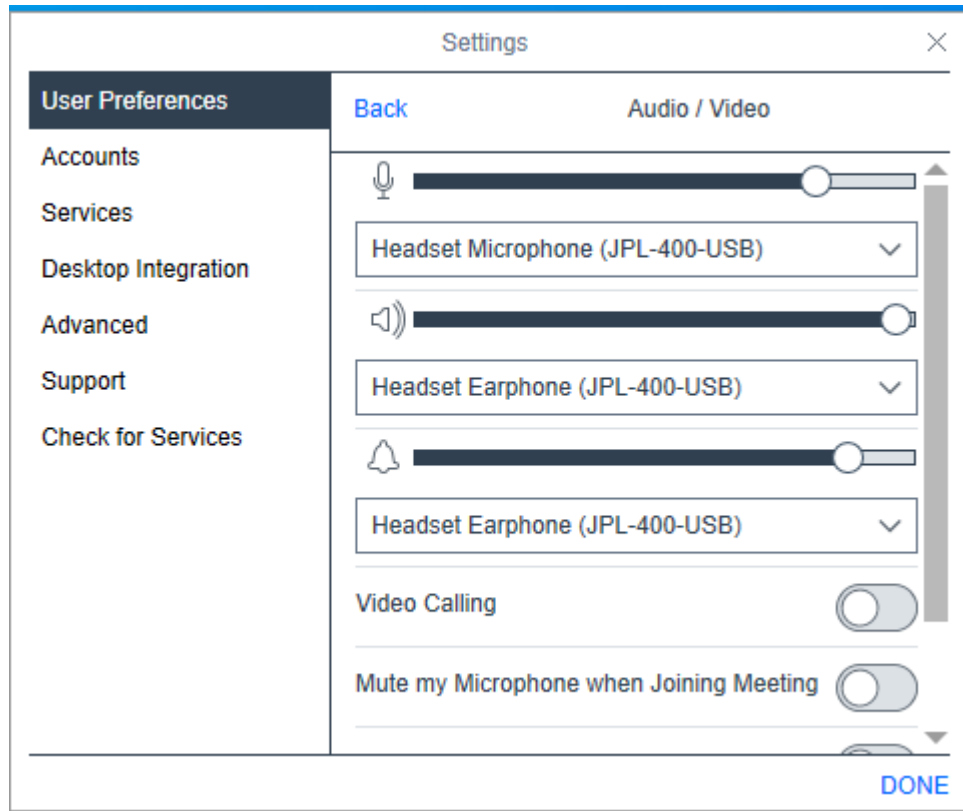 Settings
User Preferences
Accounts
Services
Desktop Integration
Advanced
Support
Check for Services
Back
Audio / Video
Headset Microphone (JPL-400-USB)
Headset Earphone (JPL-400-USB)
Headset Earphone (JPL-400-USB)
Video Calling
Mute my Microphone when Joining Meeting
DONE